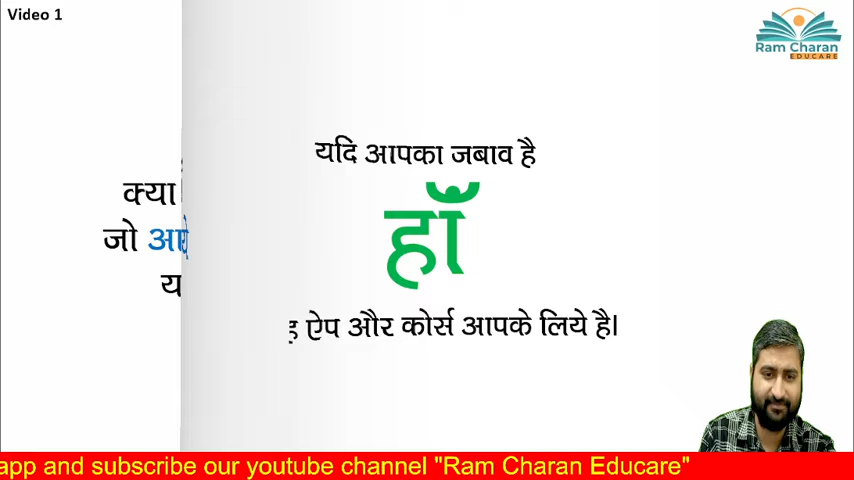 Video 1
Ram Charan
EDUCARE
यदि आपका जबाव है
हाँ
ऐप और कोर्स आपके लिये है।
क्या
जो
app and subscribe our youtube channel "Ram Charan Educare"